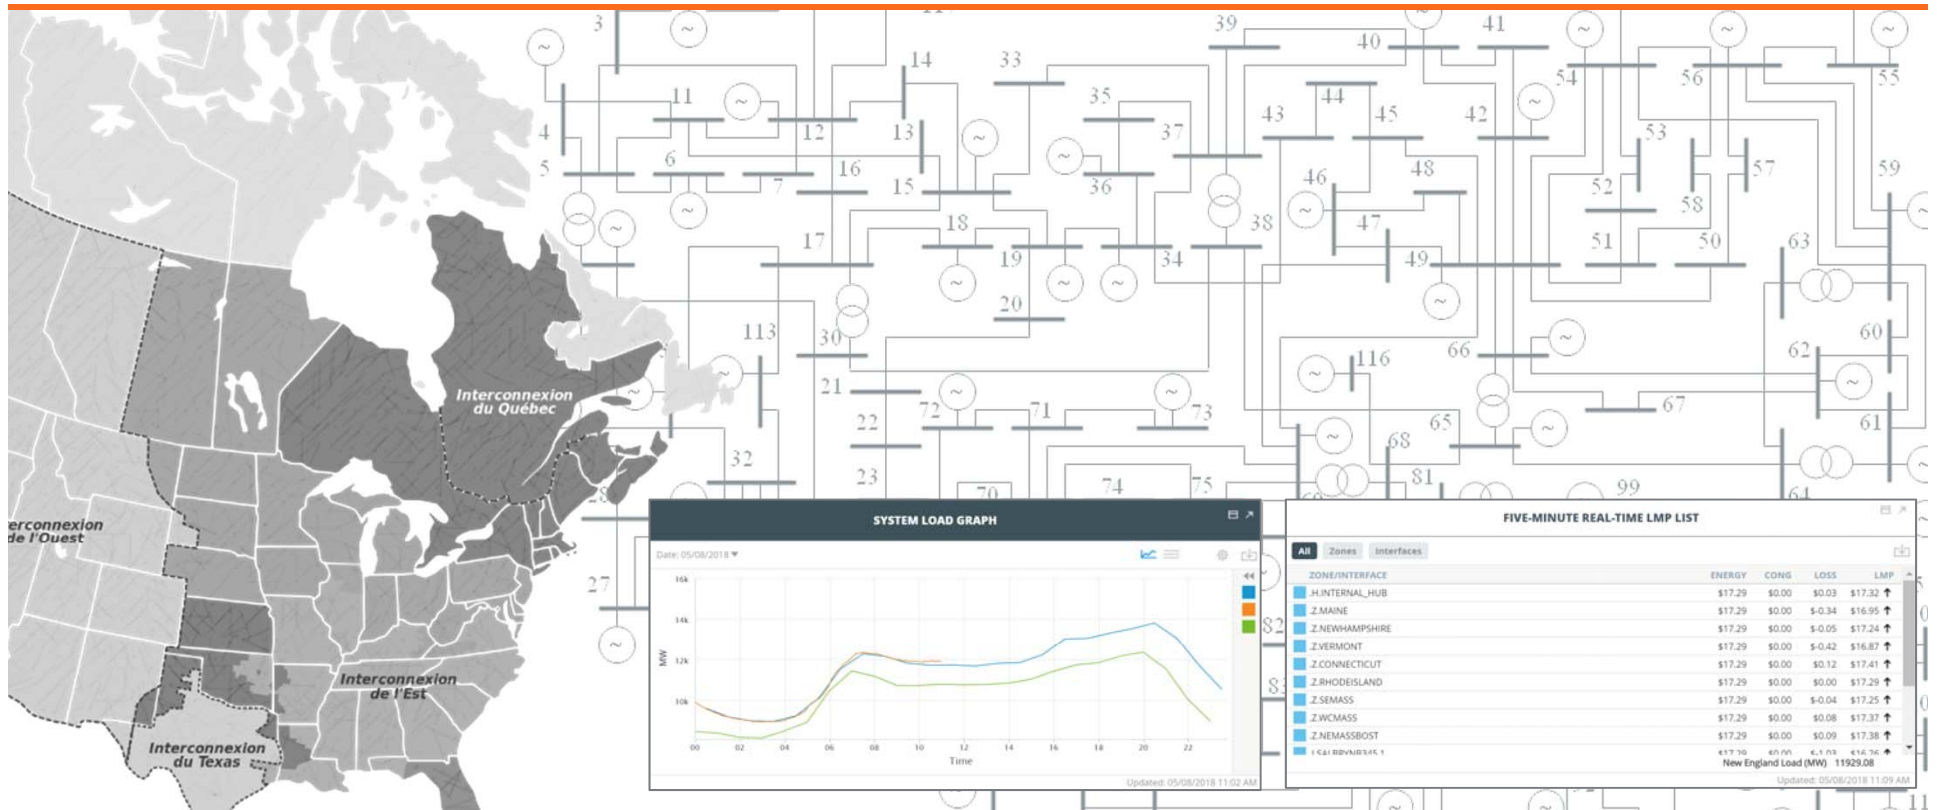 3
39
40
41
14
33
54
56
55
11
35
44
4
12
13
37
43
45
42
53
5
6
7
16
15
36
46
48
52
57
59
58
17
18
38
47
19
34
49
51
50
63
20
113
30
60
116
66
62
21
72
71
73
67
22
65
61
68
32
23
81
28
70
74
75
99
64
27
82
Interconnexion
du Québec
erconnexion
de l'Ouest
Interconnexion
de l'Est
Interconnexion
du Texas
SYSTEM LOAD GRAPH
Date: 05/08/2018
16k
14k
12k
10k
MW
00 02 04 06 08 10 12 14 16 18 20 22
Time
Updated: 05/08/2018 11:02 AM
FIVE-MINUTE REAL-TIME LMP LIST
All Zones Interfaces
ZONE/INTERFACE ENERGY CONG LOSS LMP
.H.INTERNAL_HUB $17.29 $0.00 $0.03 $17.32
.Z.MAINE $17.29 $0.00 $-0.34 $16.95
.Z.NEWHAMPSHIRE $17.29 $0.00 $-0.05 $17.24
.Z.VERMONT $17.29 $0.00 $-0.42 $16.87
.Z.CONNECTICUT $17.29 $0.00 $0.12 $17.41
.Z.RHODEISLAND $17.29 $0.00 $0.00 $17.29
.Z.SEMASS $17.29 $0.00 $-0.04 $17.25
.Z.WCMASS $17.29 $0.00 $0.08 $17.37
.Z.NEMASSBOST $17.29 $0.00 $0.09 $17.38
New England Load (MW) 11929.08
Updated: 05/08/2018 11:09 AM